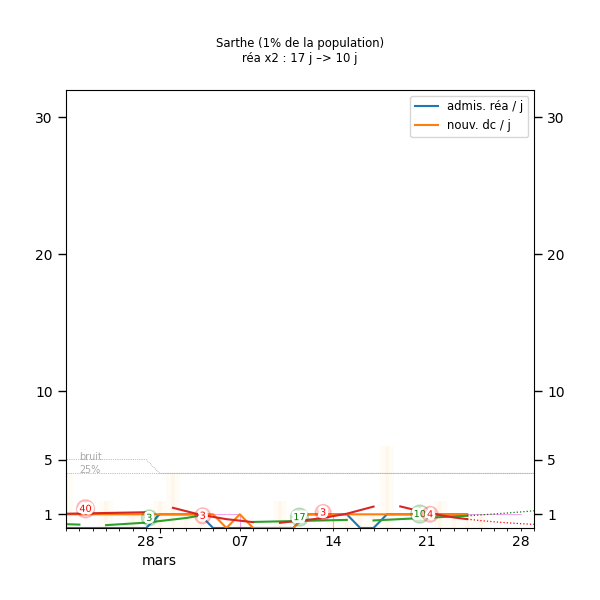 Sarthe (1% de la population)
réa x2 : 17 j –> 10 j
admis. réa / j
nouv. dc / j
30 30
20 20
10 10
5 5
bruit
25%
40 3 3 17 3 10 4
1 1
28 07 14 21 28
mars